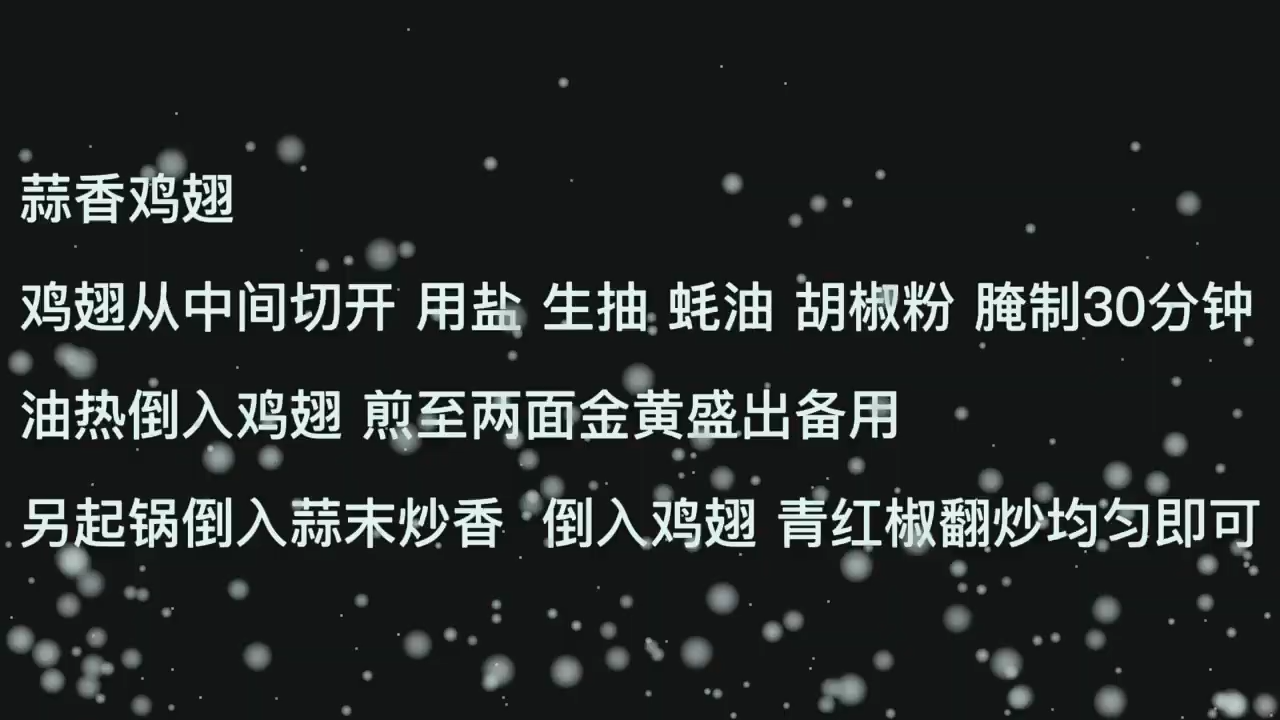 蒜香鸡翅
鸡翅从中间切开 用盐 生抽 蚝油 胡椒粉 腌制30分钟
油热倒入鸡翅 煎至两面金黄盛出备用
另起锅倒入蒜末炒香 倒入鸡翅 青红椒翻炒均匀即可